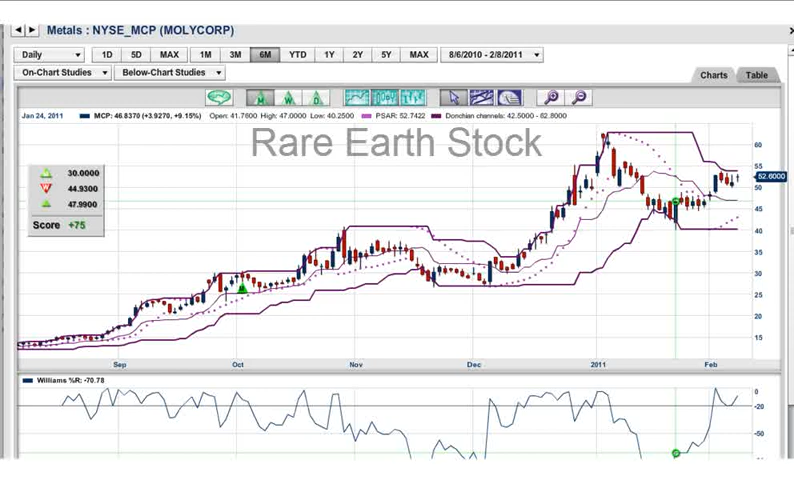 Metals : NYSE_MCP (MOLYCORP)
Daily 1D 5D MAX 1M 3M 6M YTD 1Y 2Y 5Y MAX 8/6/2010 - 2/8/2011
On-Chart Studies Below-Chart Studies
Charts Table
M W D
Jan 24, 2011 MCP: 46.8370 (+3.9270, +9.15%) Open: 41.7600 High: 47.0000 Low: 40.2500 PSAR: 52.7422 Donchian channels: 42.5000 - 62.8000
Rare Earth Stock
60
55
30.0000
52.6000
W 44.9300
50
47.9900
45
Score +75
40
35
30
25
20
15
Sep Oct Nov Dec 2011 Feb
Williams %R: -70.78
0
-20
-50